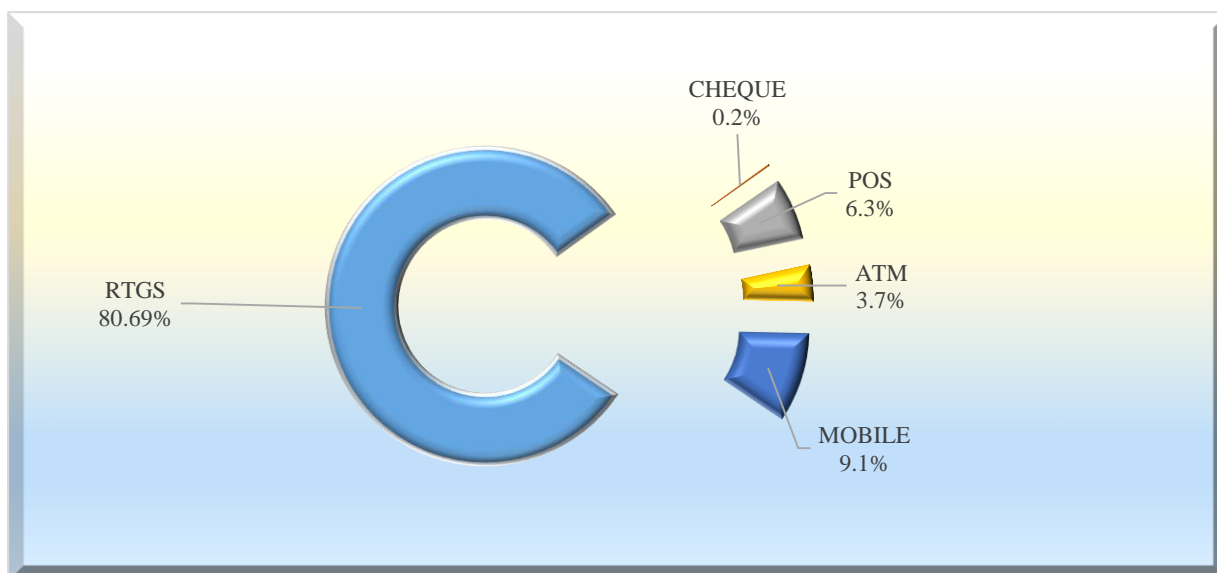 CHEQUE
0.2%
POS
6.3%
ATM
3.7%
RTGS
80.69%
MOBILE
9.1%